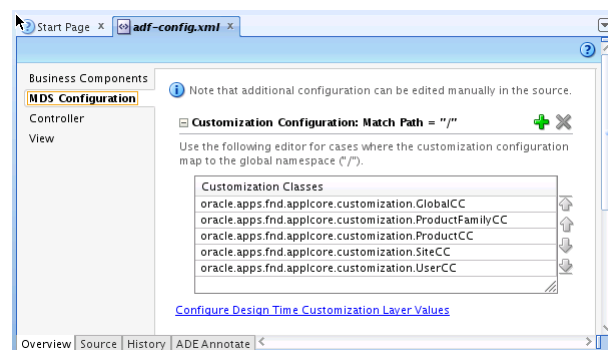 Start Page x adf-config.xml x
Business Components
MDS Configuration
Controller
View
Note that additional configuration can be edited manually in the source.
Customization Configuration: Match Path = "/"
Use the following editor for cases where the customization configuration
map to the global namespace ("/").
Customization Classes
oracle.apps.fnd.applcore.customization.GlobalCC
oracle.apps.fnd.applcore.customization.ProductFamilyCC
oracle.apps.fnd.applcore.customization.ProductCC
oracle.apps.fnd.applcore.customization.SiteCC
oracle.apps.fnd.applcore.customization.UserCC
Configure Design Time Customization Layer Values
Overview Source History ADE Annotate